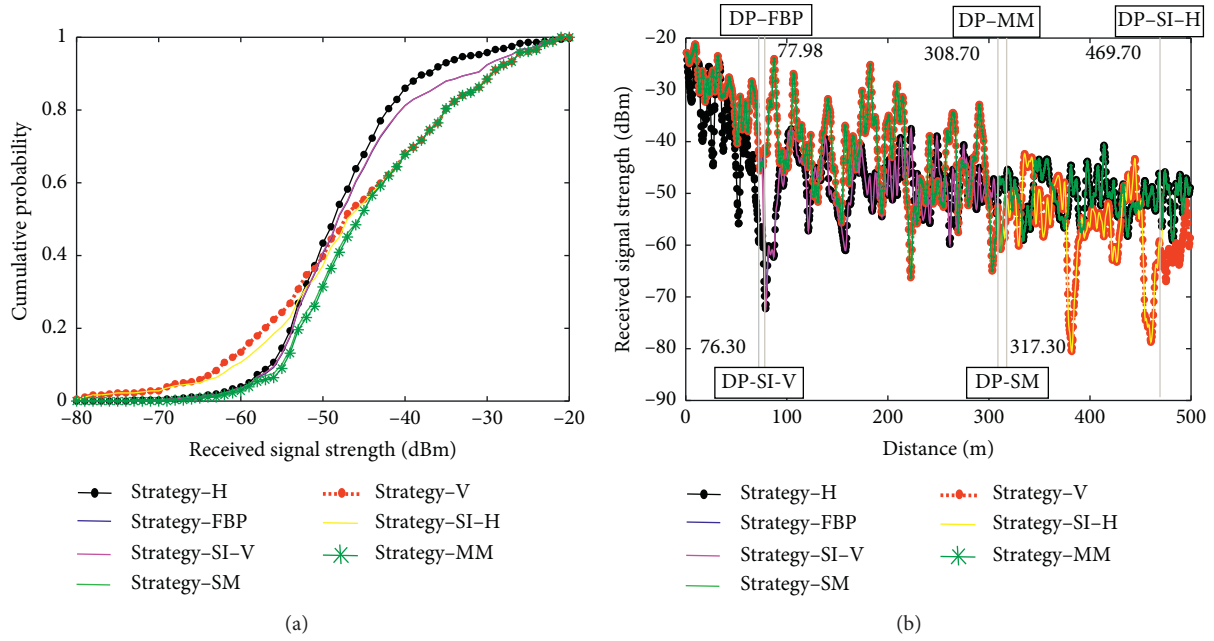 1
0.8
0.6
0.4
0.2
0
Cumulative probability
−80
−70
−60
−50
−40
−30
−20
Received signal strength (dBm)
Strategy–H
Strategy–FBP
Strategy–SI–V
Strategy–SM
Strategy–V
Strategy–SI–H
Strategy–MM
(a)
DP–FBP
DP–MM
DP–SI–H
77.98
308.70
469.70
−20
−30
−40
−50
−60
−70
−80
−90
Received signal strength (dBm)
76.30
317.30
DP-SI-V
DP-SM
0
100
200
300
400
500
Distance (m)
Strategy–H
Strategy–FBP
Strategy–SI–V
Strategy–SM
Strategy–V
Strategy–SI–H
Strategy–MM
(b)